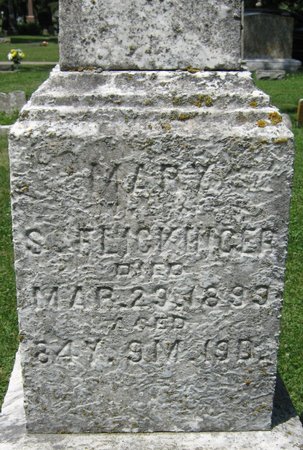 MARY
S. FLICKINGER
DIED
MAR. 29. 1899
AGED
84Y. 9M. 19D.